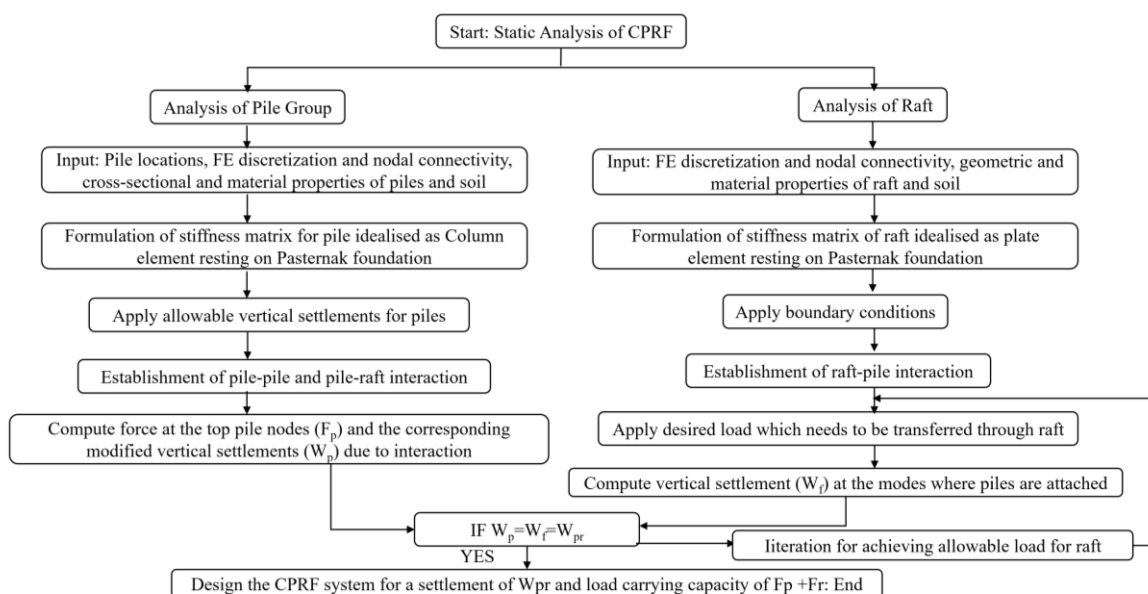 Start: Static Analysis of CPRF
Analysis of Pile Group
Analysis of Raft
Input: Pile locations, FE discretization and nodal connectivity,
cross-sectional and material properties of piles and soil
Input: FE discretization and nodal connectivity, geometric and
material properties of raft and soil
Formulation of stiffness matrix for pile idealised as Column
element resting on Pasternak foundation
Formulation of stiffness matrix of raft idealised as plate
element resting on Pasternak foundation
Apply allowable vertical settlements for piles
Apply boundary conditions
Establishment of pile-pile and pile-raft interaction
Establishment of raft-pile interaction
Compute force at the top pile nodes (Fp) and the corresponding
modified vertical settlements (Wp) due to interaction
Apply desired load which needs to be transferred through raft
Compute vertical settlement (Wf) at the modes where piles are attached
IF Wp=Wf=Wpr
YES
Iiteration for achieving allowable load for raft
Design the CPRF system for a settlement of Wpr and load carrying capacity of Fp +Fr: End